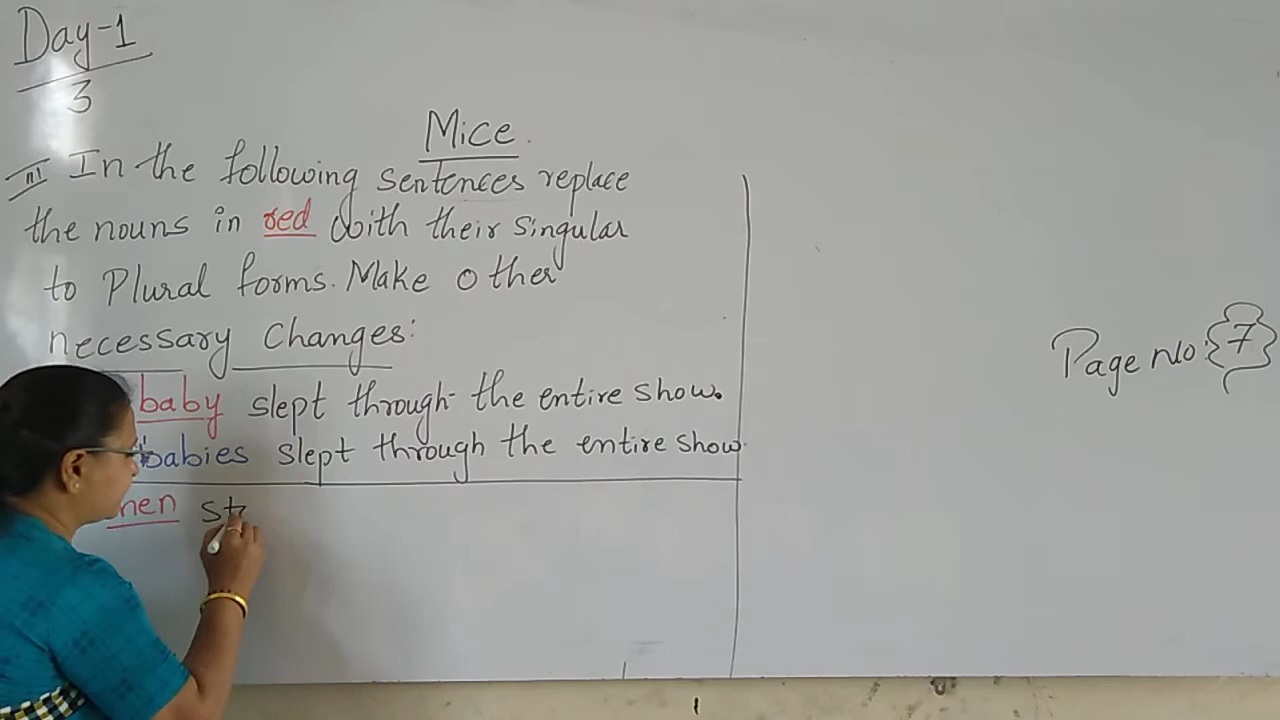 Day-1
3
Mice.
III In the following sentences replace
the nouns in red with their singular
to Plural forms. Make other
necessary Changes:
baby slept through the entire show.
babies slept through the entire show.
st
Page no: 7